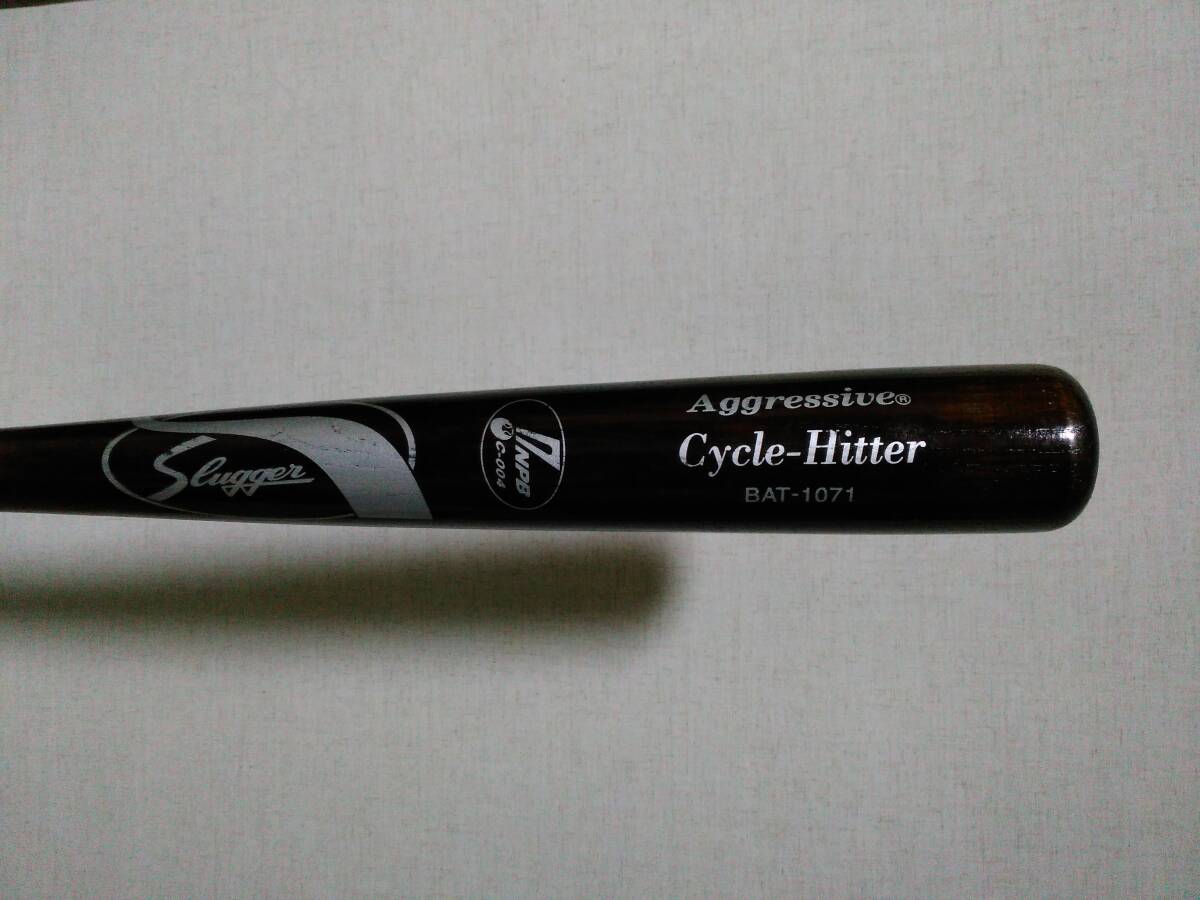 Slugger
NPB
C-004
Aggressive®
Cycle-Hitter
BAT-1071